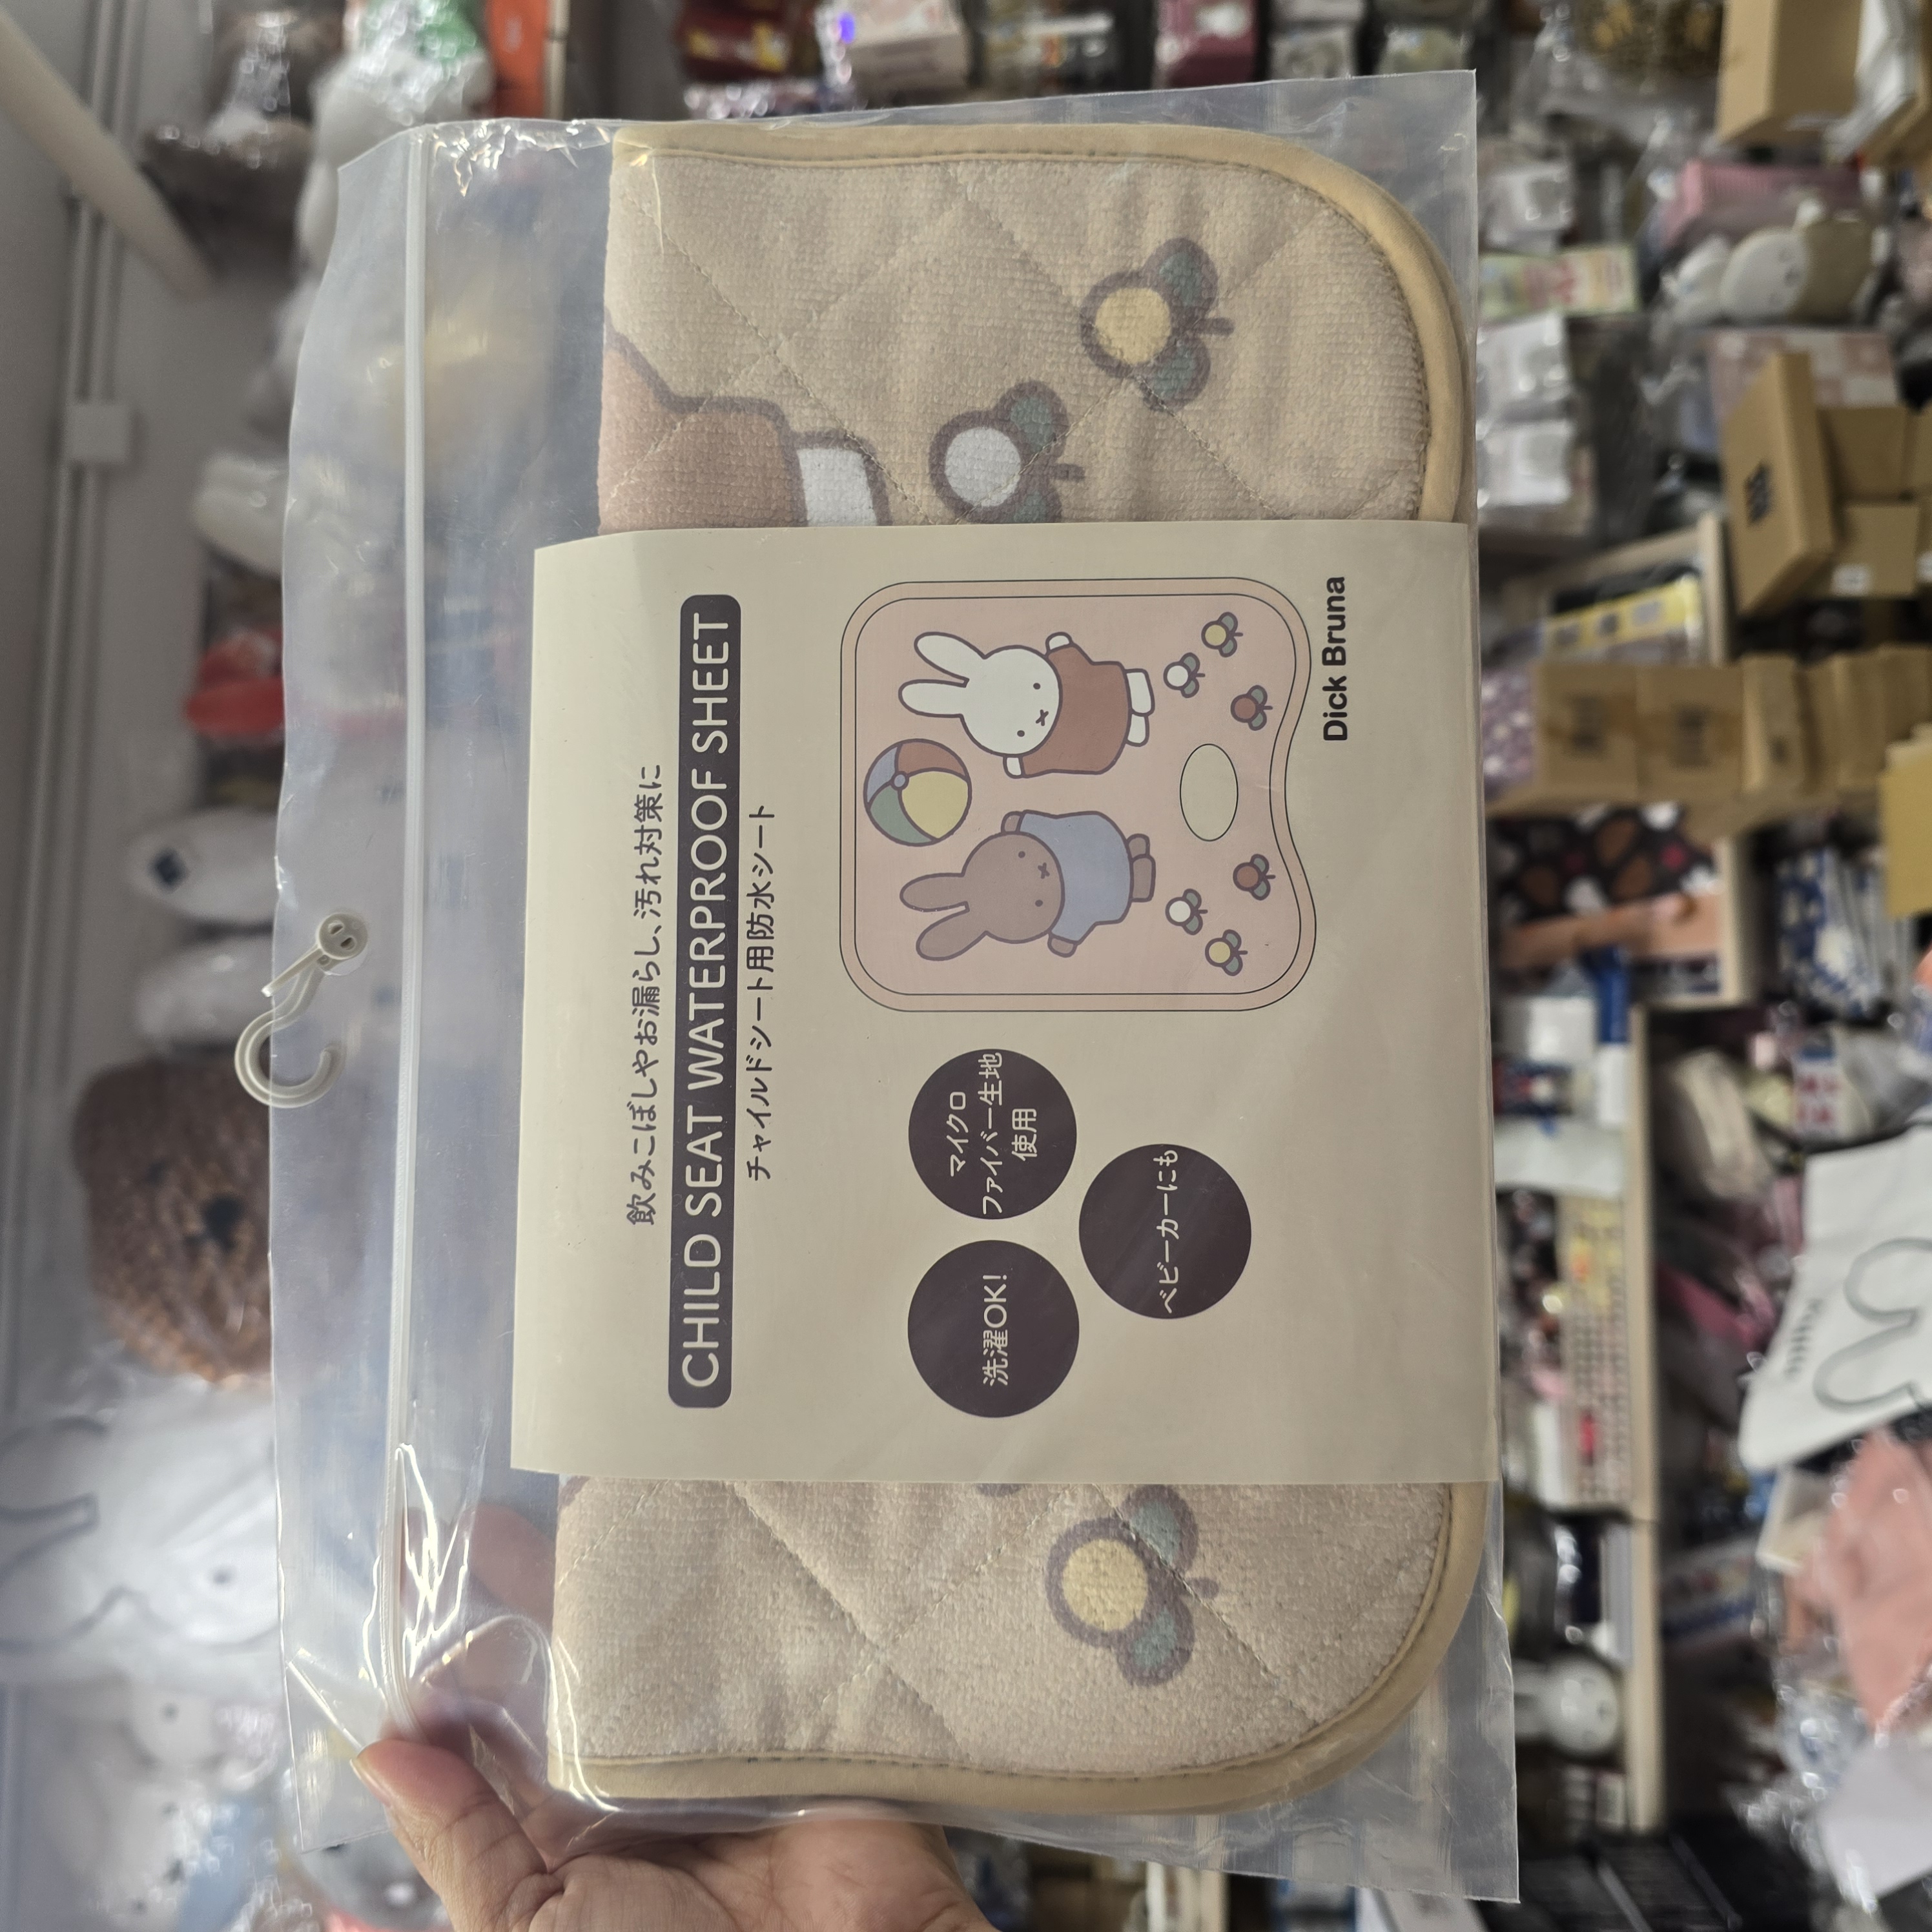 飲みこぼしやお漏らし、汚れ対策に
CHILD SEAT WATERPROOF SHEET
チャイルドシート用防水シート
洗濯OK!
マイクロ
ファイバー生地
使用
ベビーカーにも
Dick Bruna